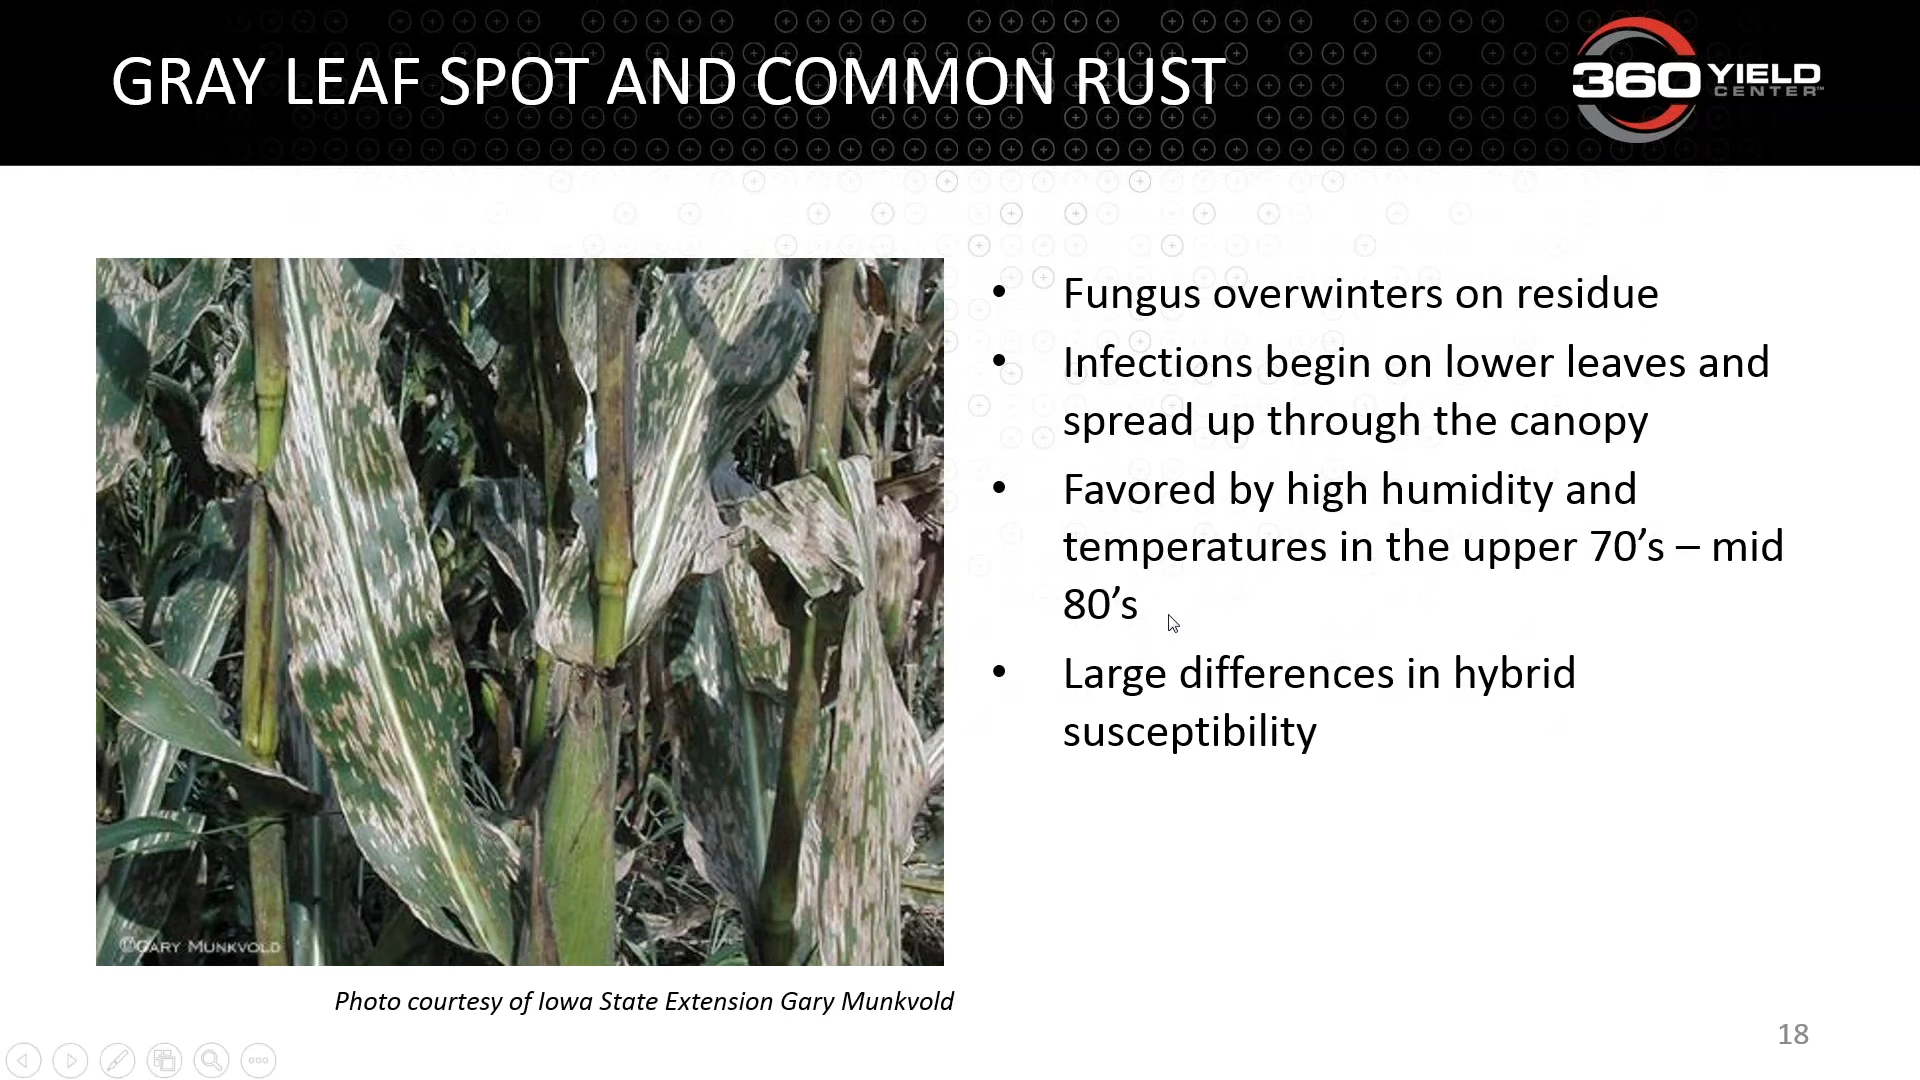 GRAY LEAF SPOT AND COMMON RUST
360 YIELD
CENTER™
• Fungus overwinters on residue
• Infections begin on lower leaves and
spread up through the canopy
• Favored by high humidity and
temperatures in the upper 70’s – mid
80’s
• Large differences in hybrid
susceptibility
©GARY MUNKVOLD
Photo courtesy of Iowa State Extension Gary Munkvold
18